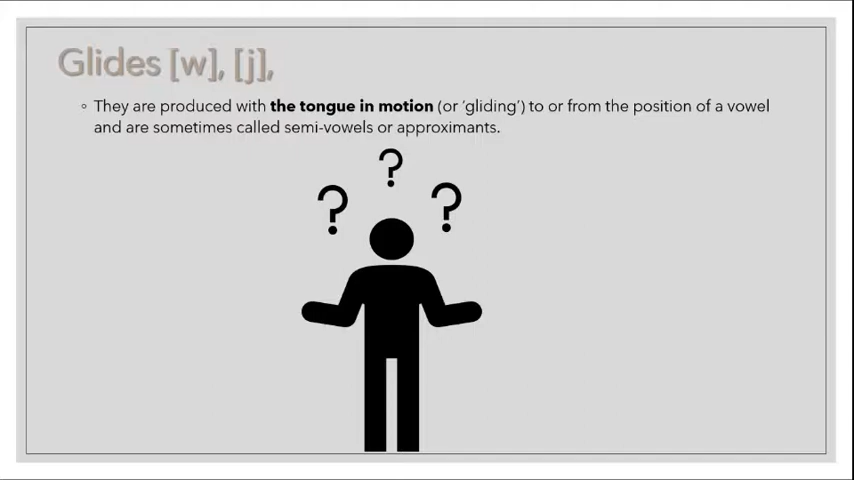 Glides [w], [j],
◦ They are produced with the tongue in motion (or ‘gliding’) to or from the position of a vowel
and are sometimes called semi-vowels or approximants.
?
? ?